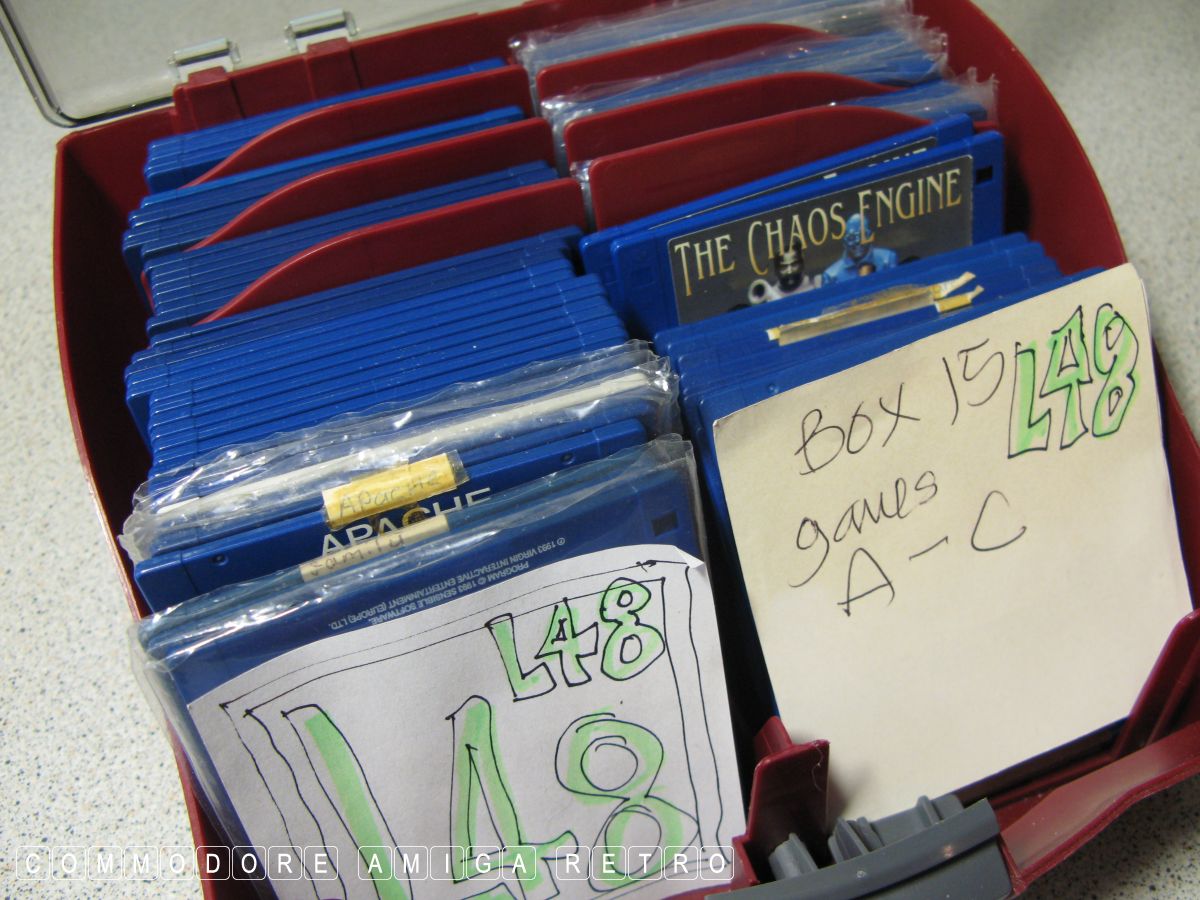 THE CHAOS ENGINE
Box 15
L48
games
A - C
Apache
APACHE
family
PROGRAM © 1993 SENSIBLE SOFTWARE.
© 1993 VIRGIN INTERACTIVE ENTERTAINMENT (EUROPE) LTD.
L48
L48
COMMODORE AMIGA RETRO